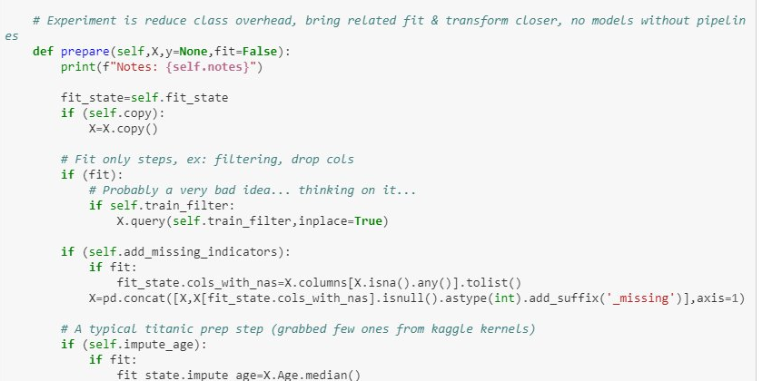 # Experiment is reduce class overhead, bring related fit & transform closer, no models without pipelin
es
def prepare(self,X,y=None,fit=False):
print(f"Notes: {self.notes}")
fit_state=self.fit_state
if (self.copy):
X=X.copy()
# Fit only steps, ex: filtering, drop cols
if (fit):
# Probably a very bad idea... thinking on it...
if self.train_filter:
X.query(self.train_filter,inplace=True)
if (self.add_missing_indicators):
if fit:
fit_state.cols_with_nas=X.columns[X.isna().any()].tolist()
X=pd.concat([X,X[fit_state.cols_with_nas].isnull().astype(int).add_suffix('_missing')],axis=1)
# A typical titanic prep step (grabbed few ones from kaggle kernels)
if (self.impute_age):
if fit:
fit_state.impute_age=X.Age.median()